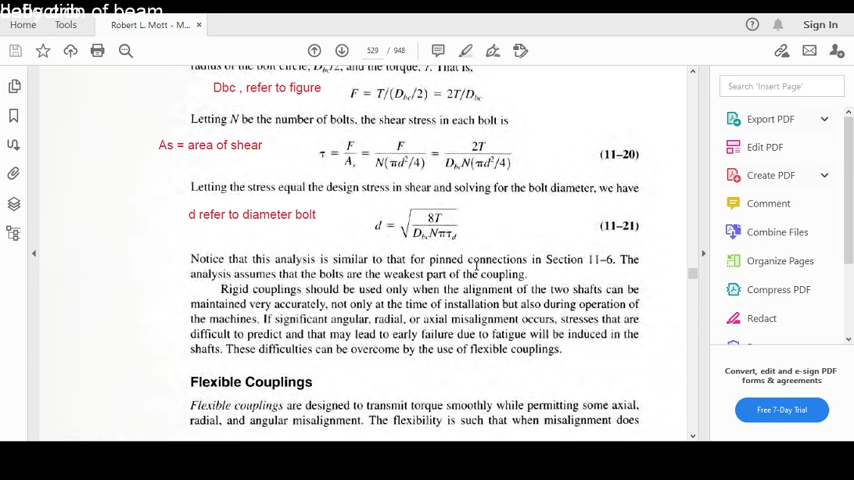 of beam
Home
Tools
Robert L. Mott - M...
×
Sign In
529 / 948
Search 'Insert Page'
radius of the bolt circle, Dbc/2, and the torque, T. That is,
Dbc , refer to figure
F = T/(Dbc/2) = 2T/Dbc
Letting N be the number of bolts, the shear stress in each bolt is
As = area of shear
τ = F/As = F/N(πd²/4) = 2T/DbcN(πd²/4) (11–20)
Letting the stress equal the design stress in shear and solving for the bolt diameter, we have
d refer to diameter bolt
d = √8T/DbcNπτd (11–21)
Notice that this analysis is similar to that for pinned connections in Section 11–6. The
analysis assumes that the bolts are the weakest part of the coupling.
Rigid couplings should be used only when the alignment of the two shafts can be
maintained very accurately, not only at the time of installation but also during operation of
the machines. If significant angular, radial, or axial misalignment occurs, stresses that are
difficult to predict and that may lead to early failure due to fatigue will be induced in the
shafts. These difficulties can be overcome by the use of flexible couplings.
Flexible Couplings
Flexible couplings are designed to transmit torque smoothly while permitting some axial,
radial, and angular misalignment. The flexibility is such that when misalignment does
Export PDF
Edit PDF
Create PDF
Comment
Combine Files
Organize Pages
Compress PDF
Redact
Convert, edit and e-sign PDF
forms & agreements
Free 7-Day Trial